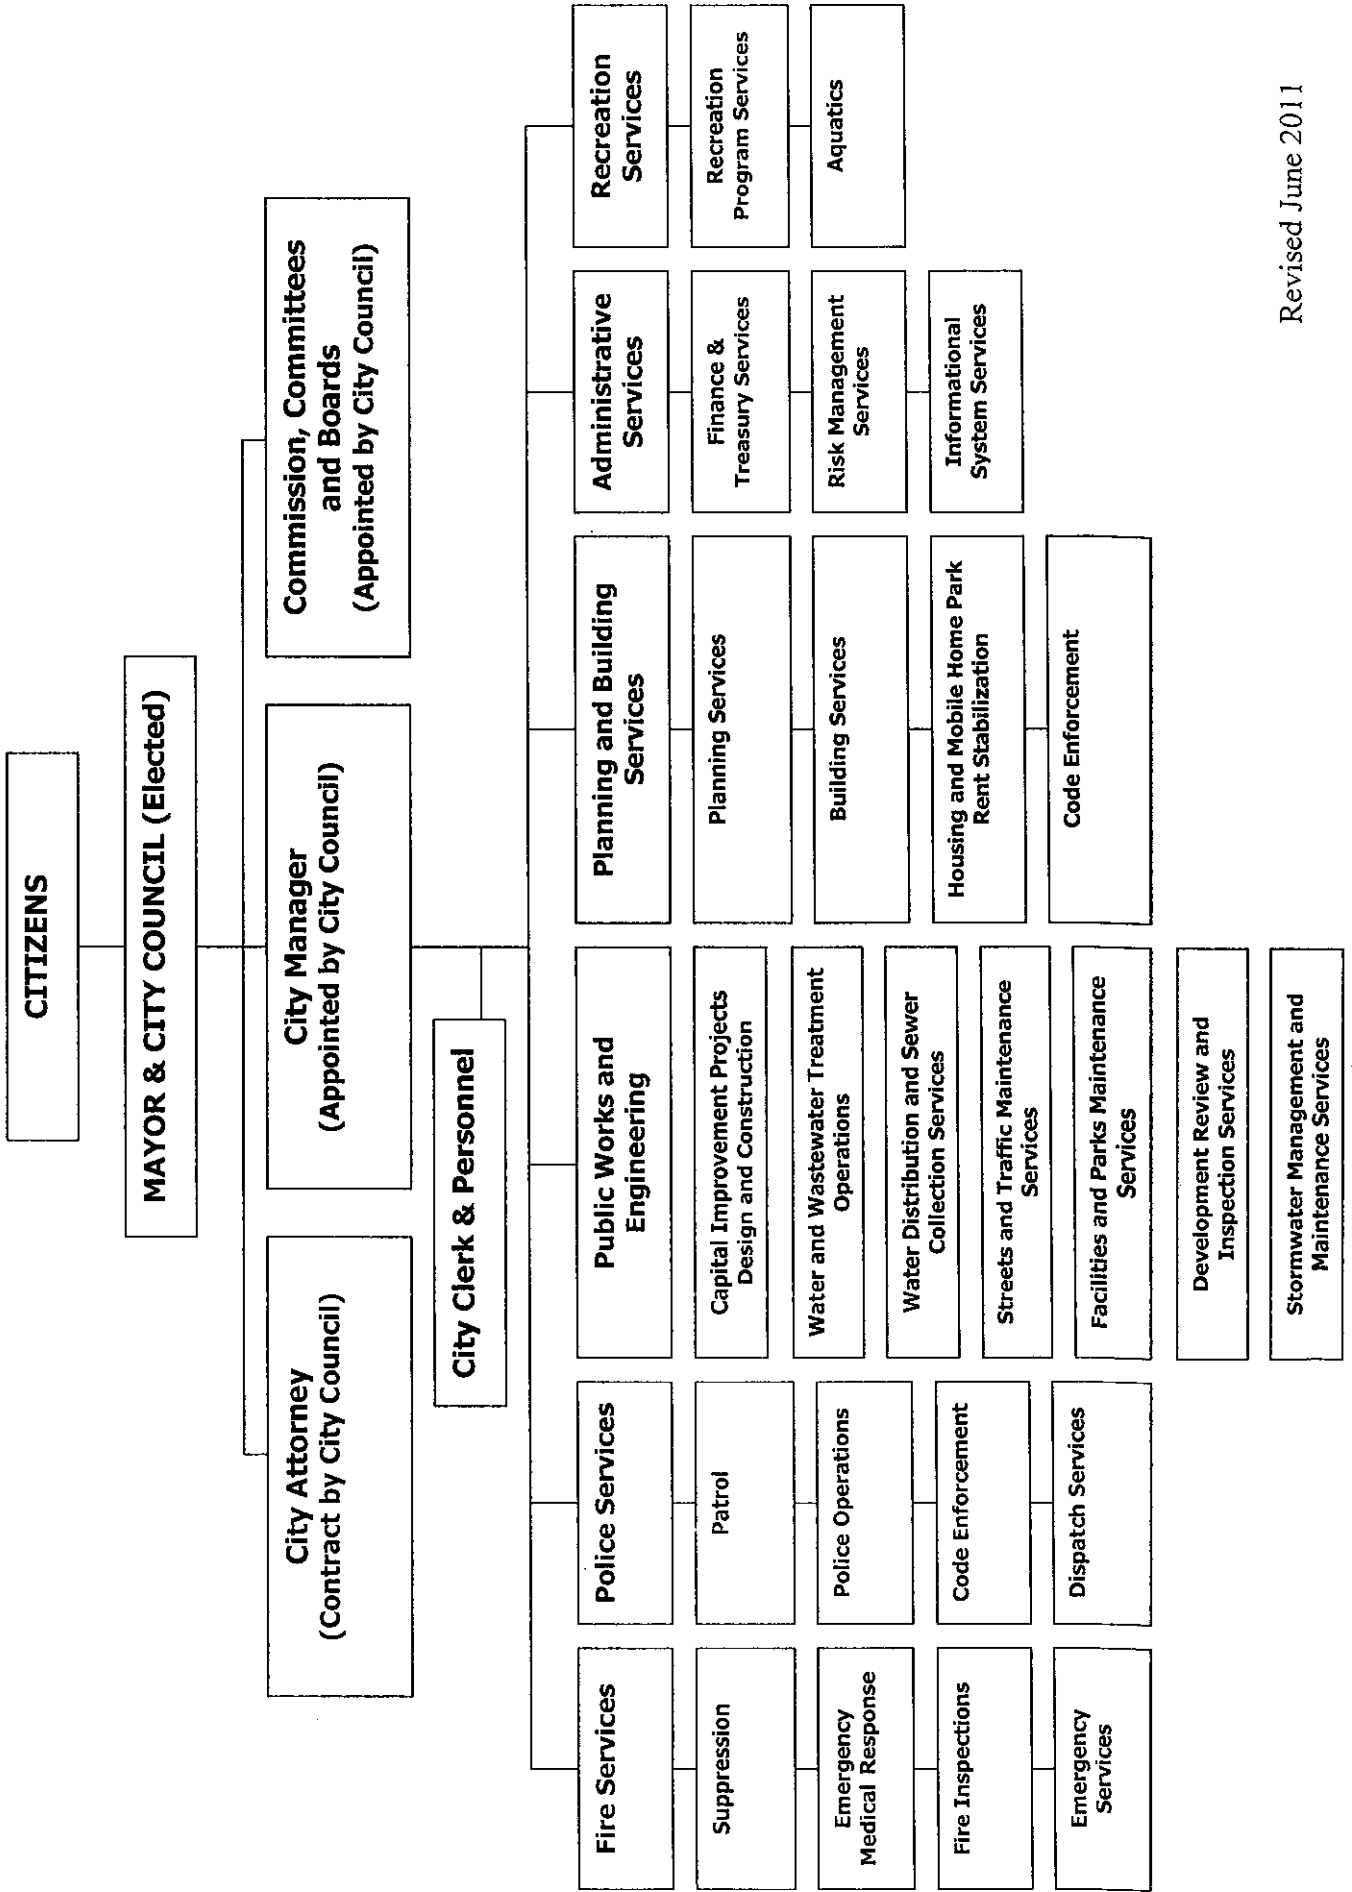 CITIZENS
MAYOR & CITY COUNCIL (Elected)
City Attorney
(Contract by City Council)
City Manager
(Appointed by City Council)
Commission, Committees
and Boards
(Appointed by City Council)
City Clerk & Personnel
Fire Services
Suppression
Emergency
Medical Response
Fire Inspections
Emergency
Services
Police Services
Patrol
Police Operations
Code Enforcement
Dispatch Services
Public Works and
Engineering
Capital Improvement Projects
Design and Construction
Water and Wastewater Treatment
Operations
Water Distribution and Sewer
Collection Services
Streets and Traffic Maintenance
Services
Facilities and Parks Maintenance
Services
Development Review and
Inspection Services
Stormwater Management and
Maintenance Services
Planning and Building
Services
Planning Services
Building Services
Housing and Mobile Home Park
Rent Stabilization
Code Enforcement
Administrative
Services
Finance &
Treasury Services
Risk Management
Services
Informational
System Services
Recreation
Services
Recreation
Program Services
Aquatics
Revised June 2011